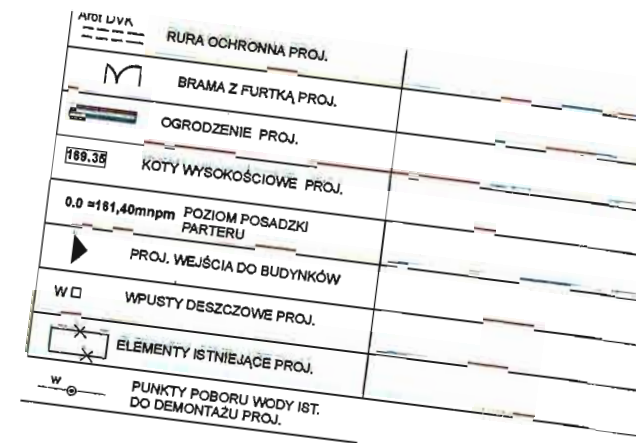 Arot DVK
RURA OCHRONNA PROJ.
BRAMA Z FURTKĄ PROJ.
OGRODZENIE PROJ.
169.35
KOTY WYSOKOŚCIOWE PROJ.
0.0 =161,40mnpm POZIOM POSADZKI
PARTERU
PROJ. WEJŚCIA DO BUDYNKÓW
W
WPUSTY DESZCZOWE PROJ.
ELEMENTY ISTNIEJĄCE PROJ.
W
PUNKTY POBORU WODY IST.
DO DEMONTAŻU PROJ.